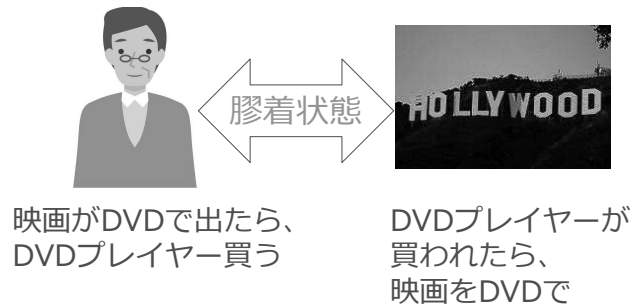 膠着状態
HOLLYWOOD
映画がDVDで出たら、
DVDプレイヤー買う
DVDプレイヤーが
買われたら、
映画をDVDで